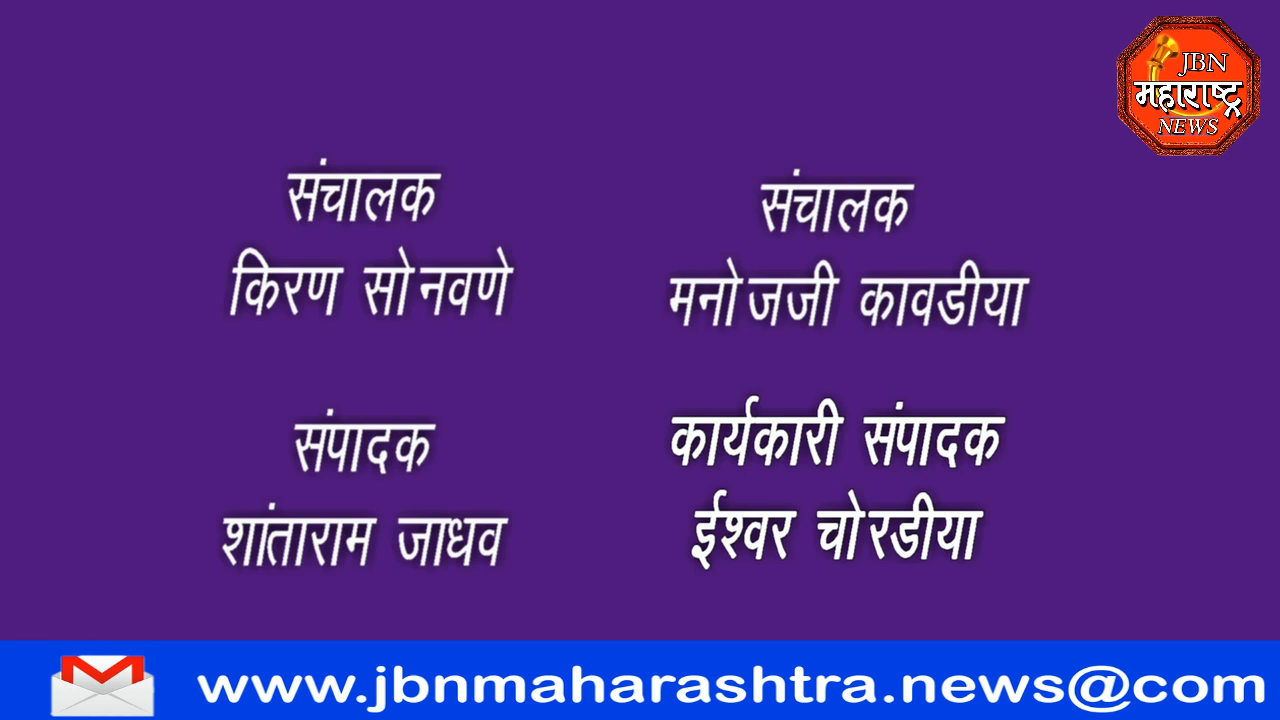 JBN
महाराष्ट्र
NEWS
संचालक
किरण सोनवणे
संचालक
मनोजजी कावडीया
संपादक
शांताराम जाधव
कार्यकारी संपादक
ईश्वर चोरडीया
www.jbnmaharashtra.news@com